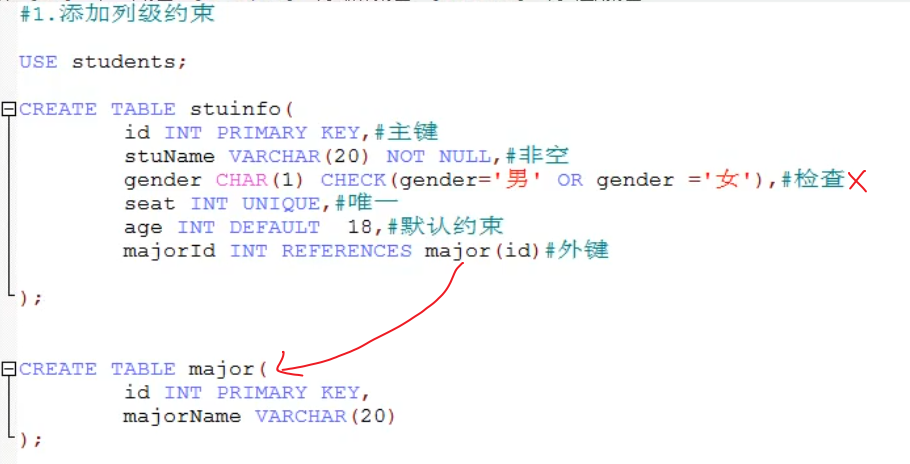 #1.添加列级约束
USE students;
CREATE TABLE stuinfo(
id INT PRIMARY KEY,#主键
stuName VARCHAR(20) NOT NULL,#非空
gender CHAR(1) CHECK(gender='男' OR gender ='女'),#检查
seat INT UNIQUE,#唯一
age INT DEFAULT  18,#默认约束
majorId INT REFERENCES major(id)#外键
);
CREATE TABLE major(
id INT PRIMARY KEY,
majorName VARCHAR(20)
);